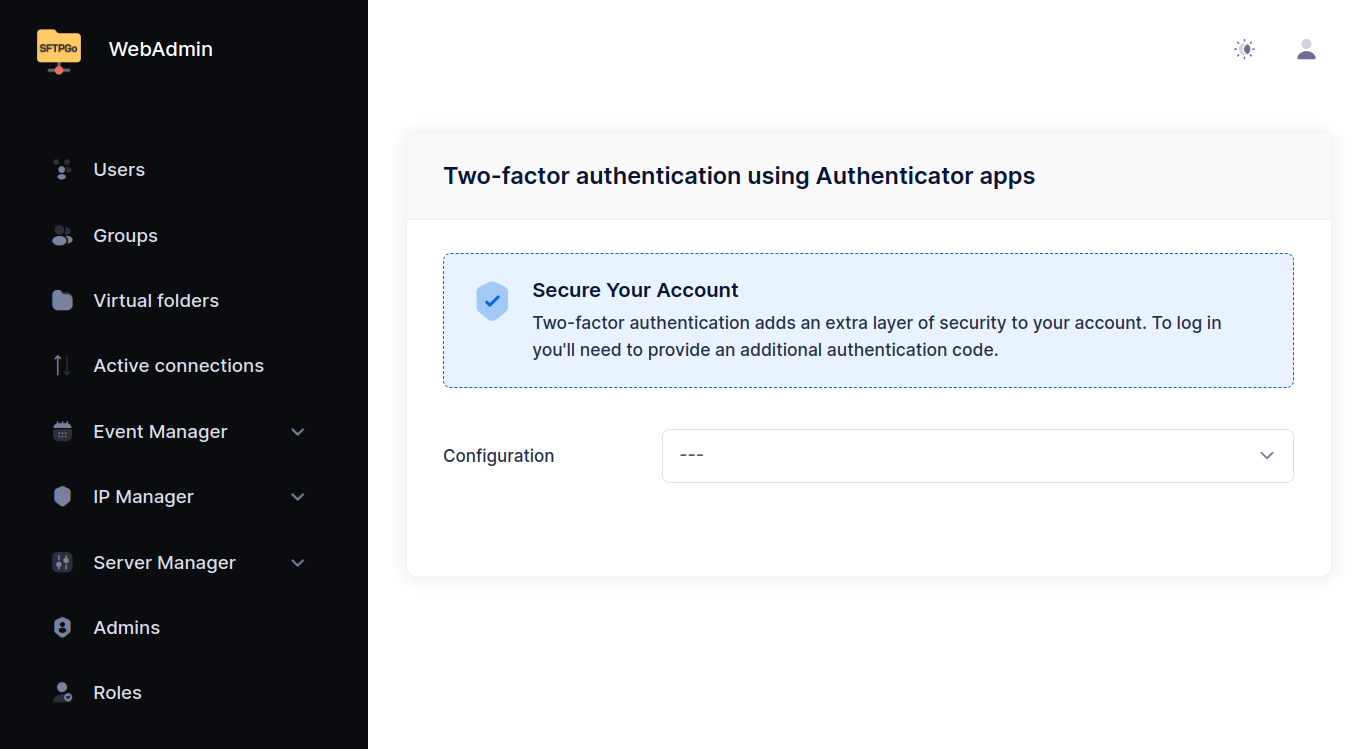 SFTPGo
WebAdmin
Users
Groups
Virtual folders
Active connections
Event Manager
IP Manager
Server Manager
Admins
Roles
Two-factor authentication using Authenticator apps
Secure Your Account
Two-factor authentication adds an extra layer of security to your account. To log in
you'll need to provide an additional authentication code.
Configuration
---